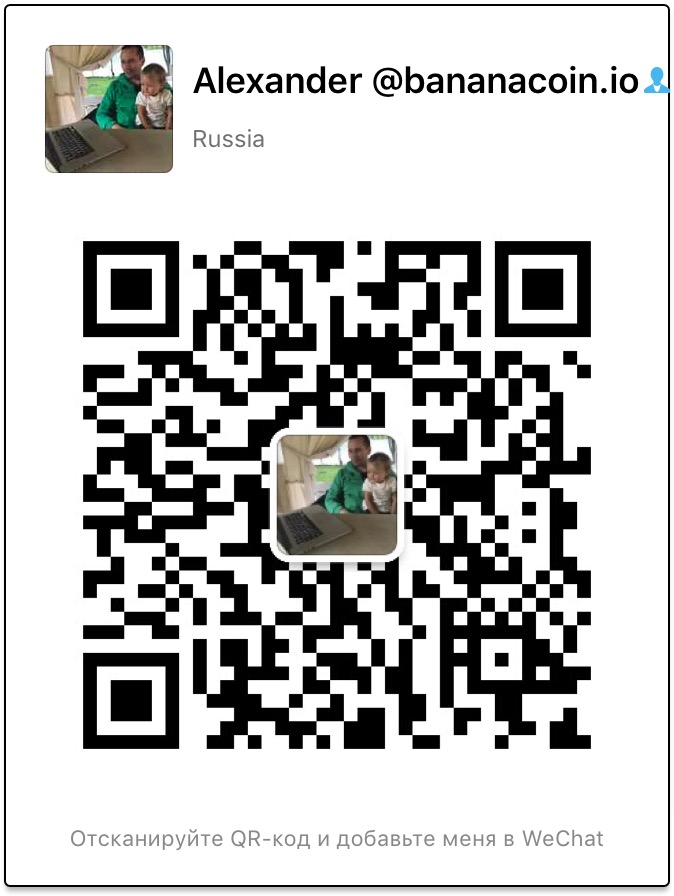 Alexander @bananacoin.io
Russia
Отсканируйте QR-код и добавьте меня в WeChat